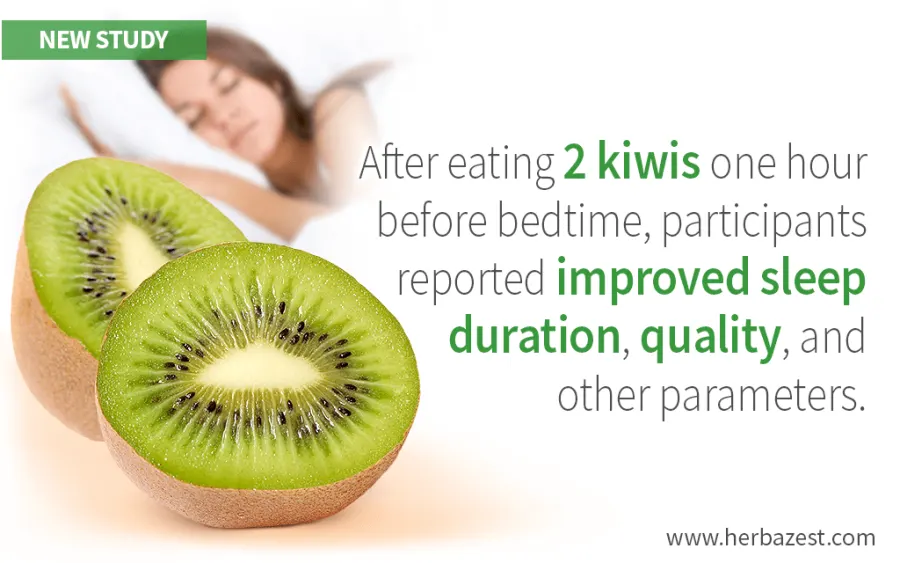 NEW STUDY
After eating 2 kiwis one hour
before bedtime, participants
reported improved sleep
duration, quality, and
other parameters.
www.herbazest.com